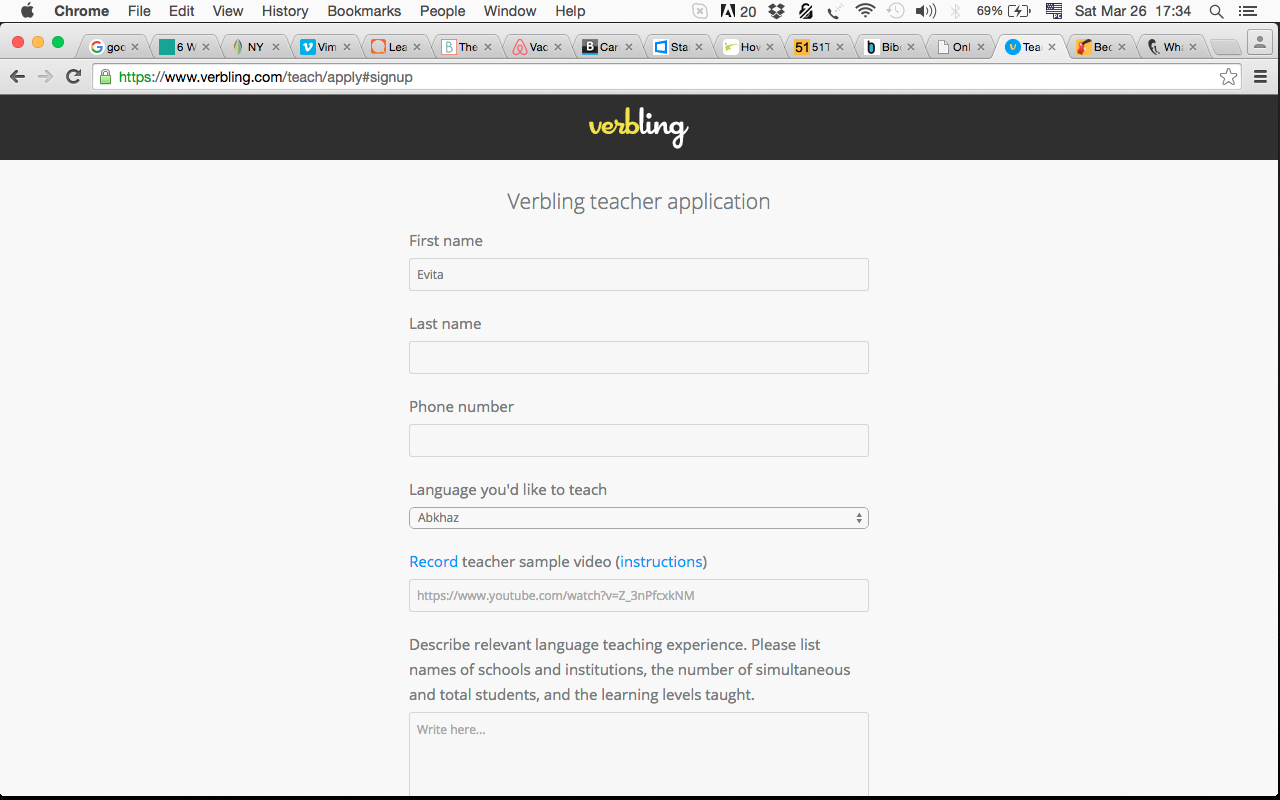 Chrome File Edit View History Bookmarks People Window Help 20 69% Sat Mar 26 17:34
goo 6 W NY Vim Lea The Vac Car Sta Hov 51T Bib Onl Tea Bec Wha
https://www.verbling.com/teach/apply#signup
verbling
Verbling teacher application
First name
Evita
Last name
Phone number
Language you'd like to teach
Abkhaz
Record teacher sample video (instructions)
https://www.youtube.com/watch?v=Z_3nPfcxkNM
Describe relevant language teaching experience. Please list
names of schools and institutions, the number of simultaneous
and total students, and the learning levels taught.
Write here...